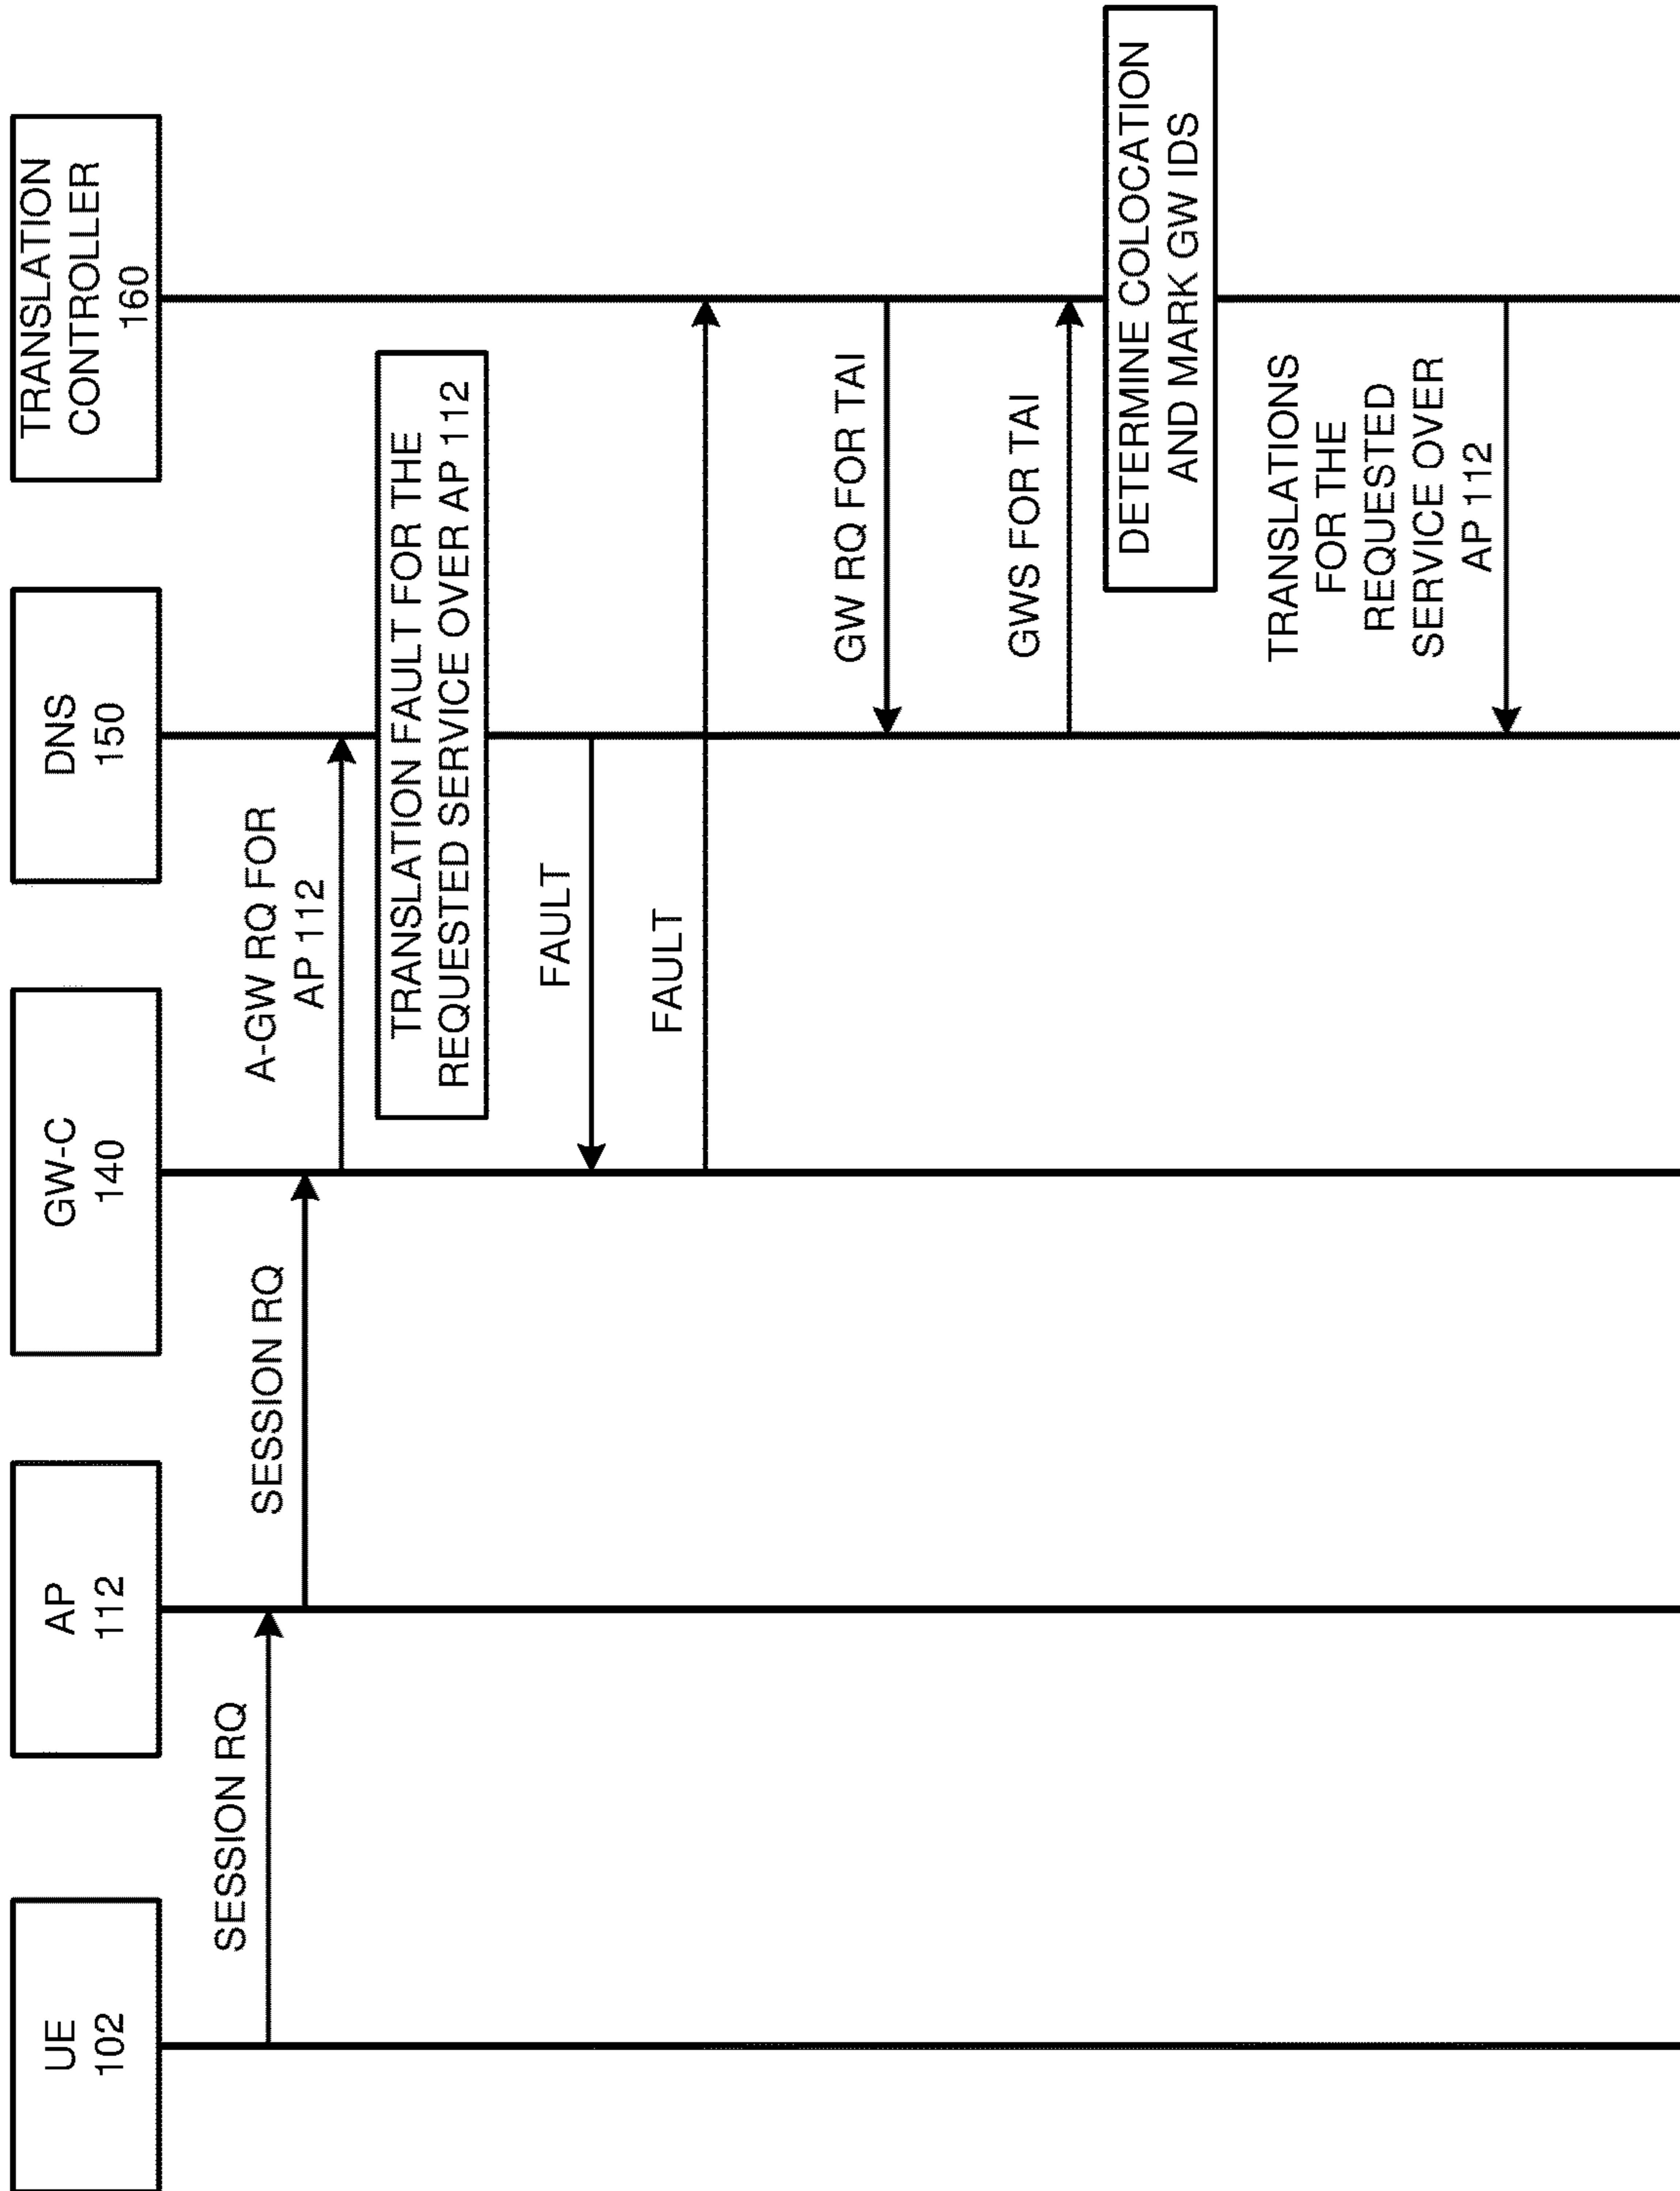 UE
102
AP
112
GW-C
140
DNS
150
TRANSLATION
CONTROLLER
160
SESSION RQ
SESSION RQ
A-GW RQ FOR
AP 112
TRANSLATION FAULT FOR THE
REQUESTED SERVICE OVER AP 112
FAULT
FAULT
GW RQ FOR TAI
GWS FOR TAI
DETERMINE COLOCATION
AND MARK GW IDS
TRANSLATIONS
FOR THE
REQUESTED
SERVICE OVER
AP 112